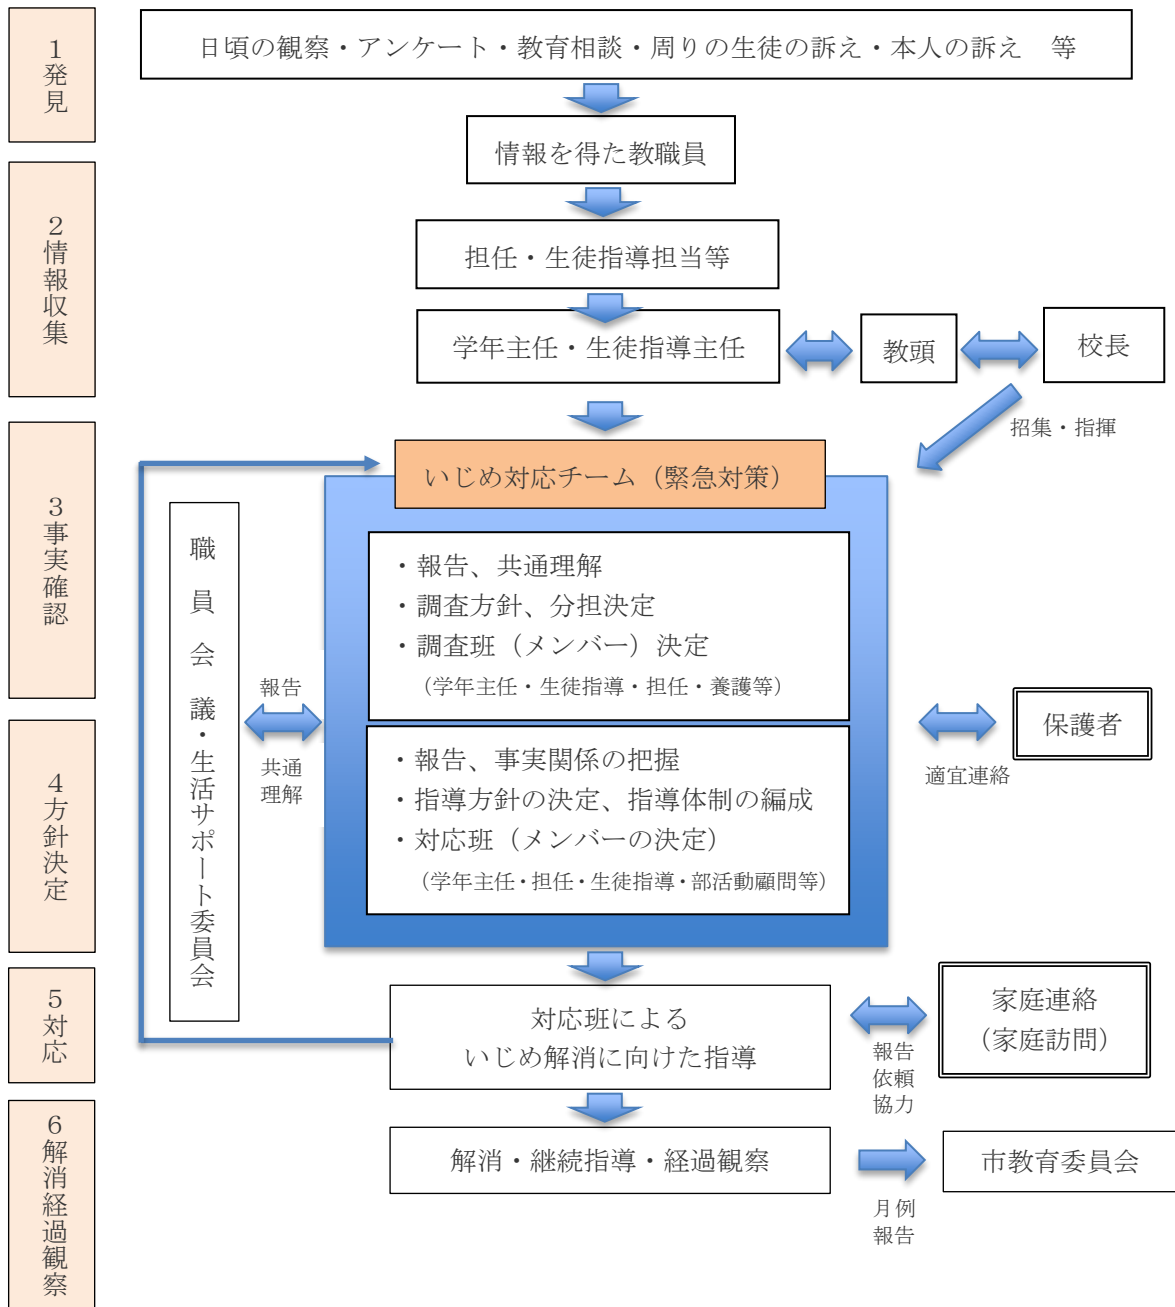 1発見
日頃の観察・アンケート・教育相談・周りの生徒の訴え・本人の訴え　等
情報を得た教職員
2情報収集
担任・生徒指導担当等
学年主任・生徒指導主任
教頭
校長
招集・指揮
3事実確認
いじめ対応チーム（緊急対策）
職員会議・生活サポート委員会
・報告、共通理解
・調査方針、分担決定
・調査班（メンバー）決定
（学年主任・生徒指導・担任・養護等）
報告
共通
理解
保護者
適宜連絡
4方針決定
・報告、事実関係の把握
・指導方針の決定、指導体制の編成
・対応班（メンバーの決定）
（学年主任・担任・生徒指導・部活動顧問等）
5対応
対応班による
いじめ解消に向けた指導
報告
依頼
協力
家庭連絡
（家庭訪問）
6解消経過観察
解消・継続指導・経過観察
月例
報告
市教育委員会